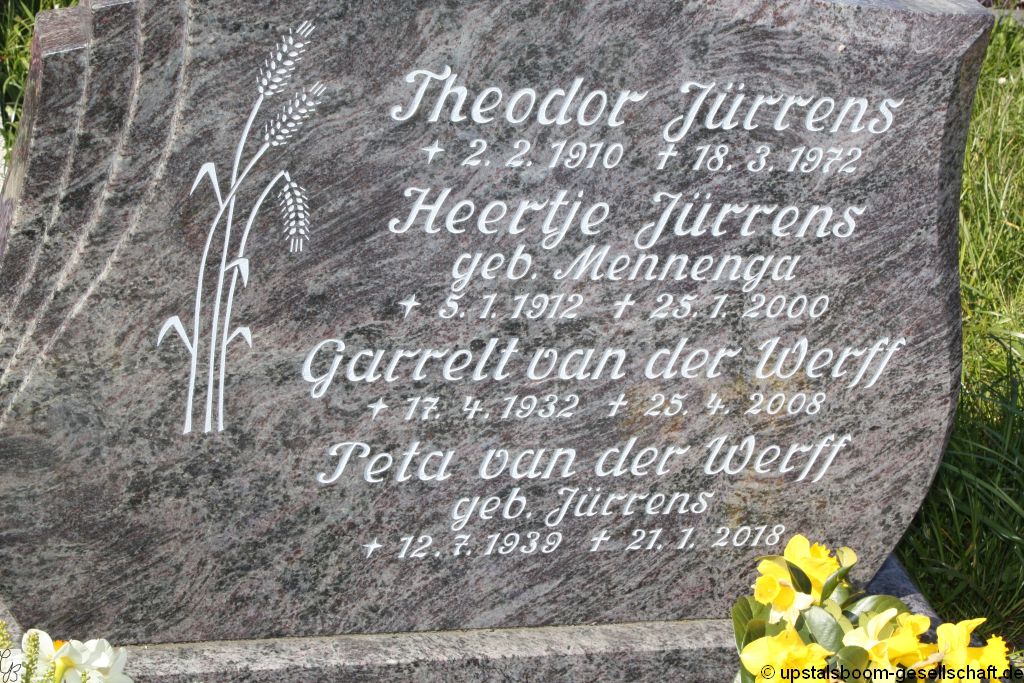 Theodor Jürrens
* 2. 2. 1910 † 18. 3. 1972
Heertje Jürrens
geb. Mennenga
* 5. 1. 1912 † 25. 1. 2000
Garrelt van der Werff
* 17. 4. 1932 † 25. 4. 2008
Peta van der Werff
geb. Jürrens
* 12. 7. 1939 † 21. 1. 2018
© upstalsboom-gesellschaft.de